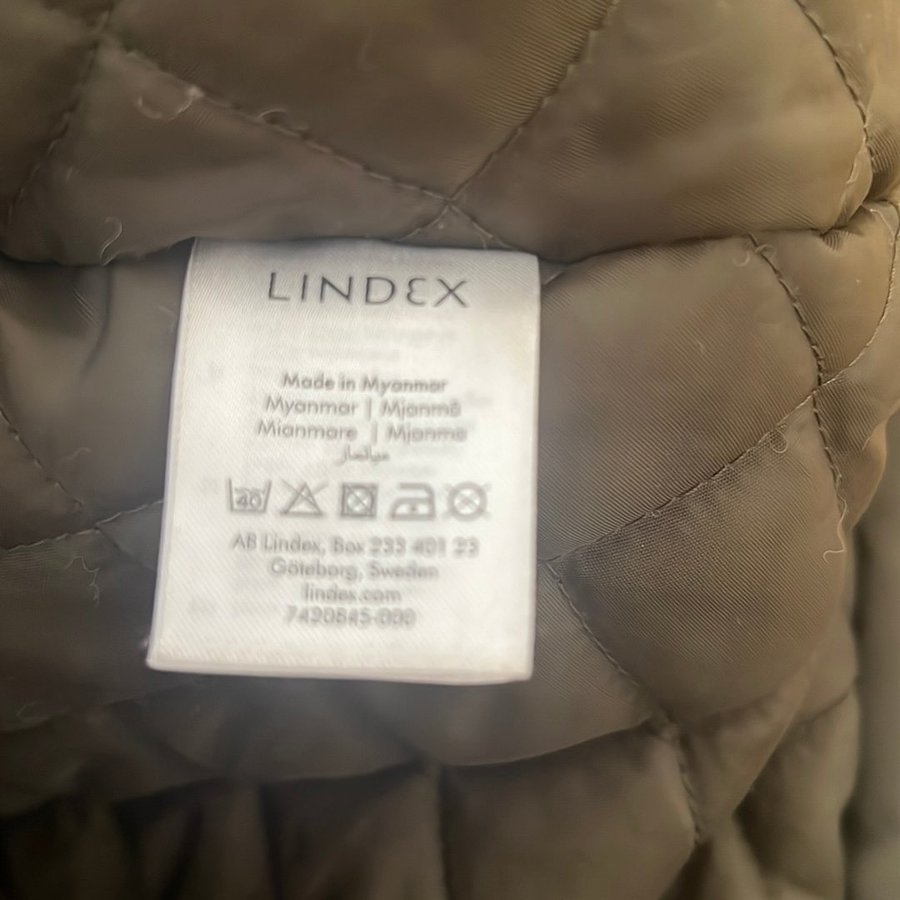 LINDEX
Made in Myanmar
Myanmar | Mjanmā
Mianmare | Mjanma
ميانمار
40
AB Lindex, Box 233 401 23
Göteborg, Sweden
lindex.com
7420845-000